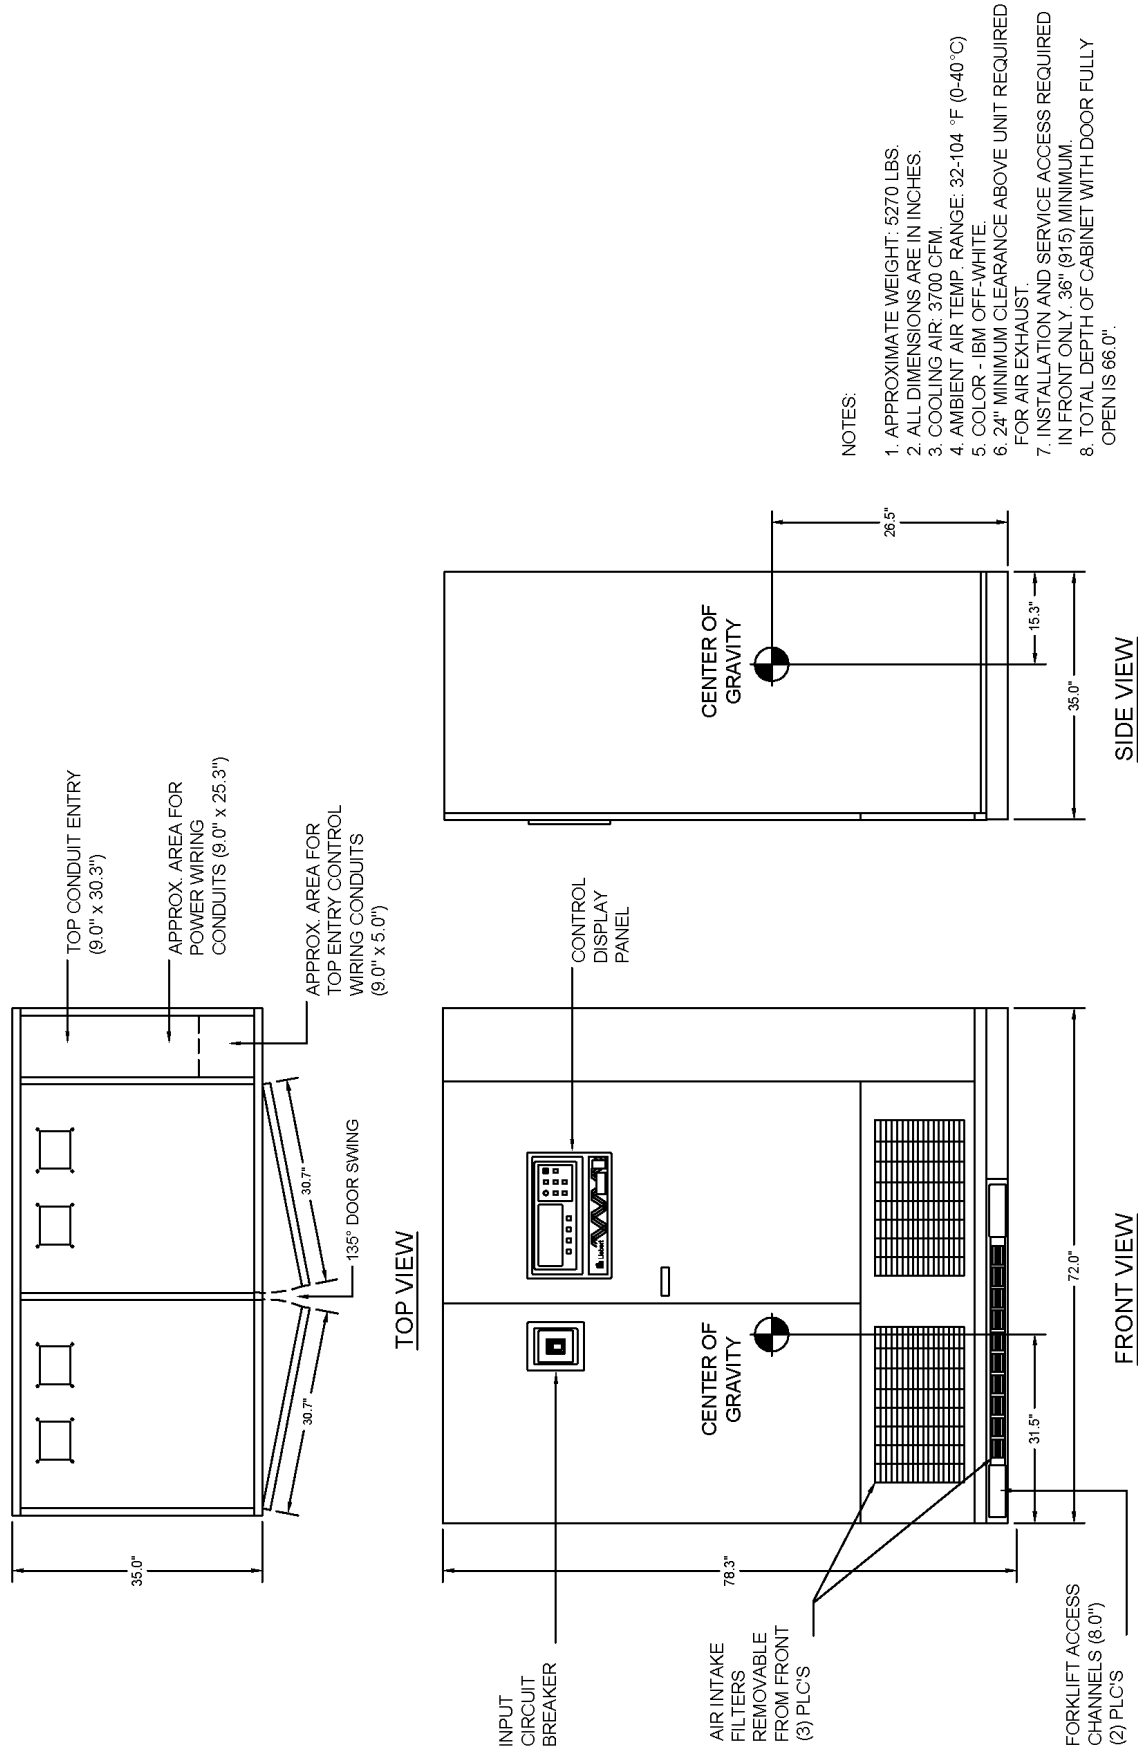 TOP CONDUIT ENTRY
(9.0" x 30.3")
APPROX. AREA FOR
POWER WIRING
CONDUITS (9.0" x 25.3")
APPROX. AREA FOR
TOP ENTRY CONTROL
WIRING CONDUITS
(9.0" x 5.0")
35.0"
30.7"
30.7"
135° DOOR SWING
TOP VIEW
INPUT
CIRCUIT
BREAKER
CONTROL
DISPLAY
PANEL
Liebert
CENTER OF
GRAVITY
78.3"
AIR INTAKE
FILTERS
REMOVABLE
FROM FRONT
(3) PLC'S
31.5"
72.0"
FORKLIFT ACCESS
CHANNELS (8.0")
(2) PLC'S
FRONT VIEW
CENTER OF
GRAVITY
26.5"
15.3"
35.0"
SIDE VIEW
NOTES:
1. APPROXIMATE WEIGHT: 5270 LBS.
2. ALL DIMENSIONS ARE IN INCHES.
3. COOLING AIR: 3700 CFM.
4. AMBIENT AIR TEMP. RANGE: 32-104 °F (0-40°C)
5. COLOR - IBM OFF-WHITE.
6. 24" MINIMUM CLEARANCE ABOVE UNIT REQUIRED
FOR AIR EXHAUST.
7. INSTALLATION AND SERVICE ACCESS REQUIRED
IN FRONT ONLY. 36" (915) MINIMUM.
8. TOTAL DEPTH OF CABINET WITH DOOR FULLY
OPEN IS 66.0".